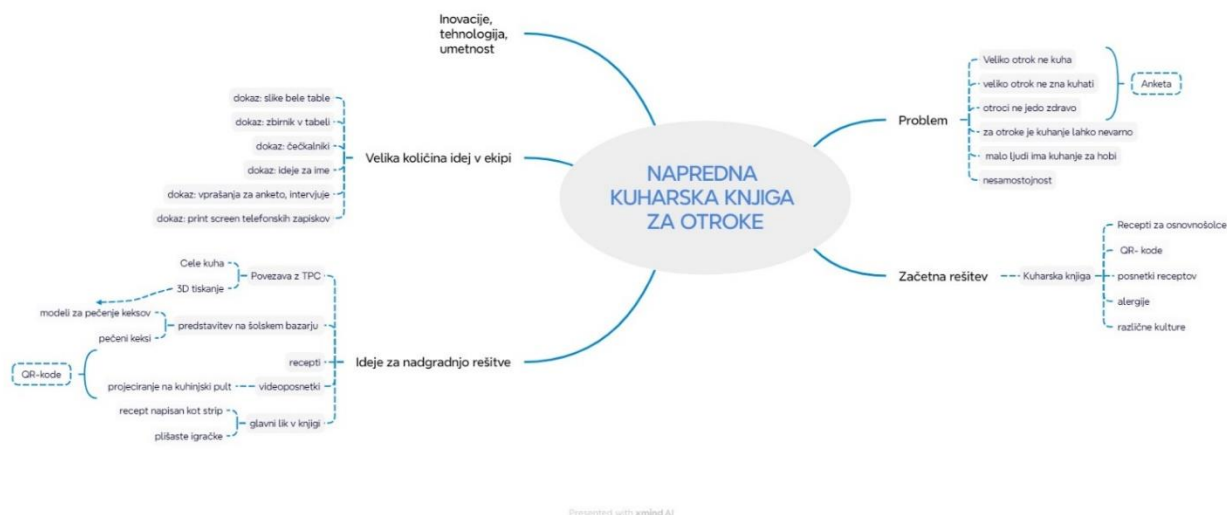 Inovacije,
tehnologija,
umetnost
dokaz: slike bele table
dokaz: zbirnik v tabeli
dokaz: čečkalniki
dokaz: ideje za ime
dokaz: vprašanja za anketo, intervjuje
dokaz: print screen telefonskih zapiskov
Velika količina idej v ekipi
Cele kuha
3D tiskanje
Povezava z TPC
modeli za pečenje keksov
pečeni keksi
predstavitev na šolskem bazarju
recepti
QR-kode
projeciranje na kuhinjski pult
videoposnetki
recept napisan kot strip
plišaste igračke
glavni lik v knjigi
Ideje za nadgradnjo rešitve
NAPREDNA
KUHARSKA KNJIGA
ZA OTROKE
Problem
Veliko otrok ne kuha
veliko otrok ne zna kuhati
otroci ne jedo zdravo
Anketa
za otroke je kuhanje lahko nevarno
malo ljudi ima kuhanje za hobi
nesamostojnost
Začetna rešitev
Kuharska knjiga
Recepti za osnovnošolce
QR- kode
posnetki receptov
alergije
različne kulture
Presented with xmind AI